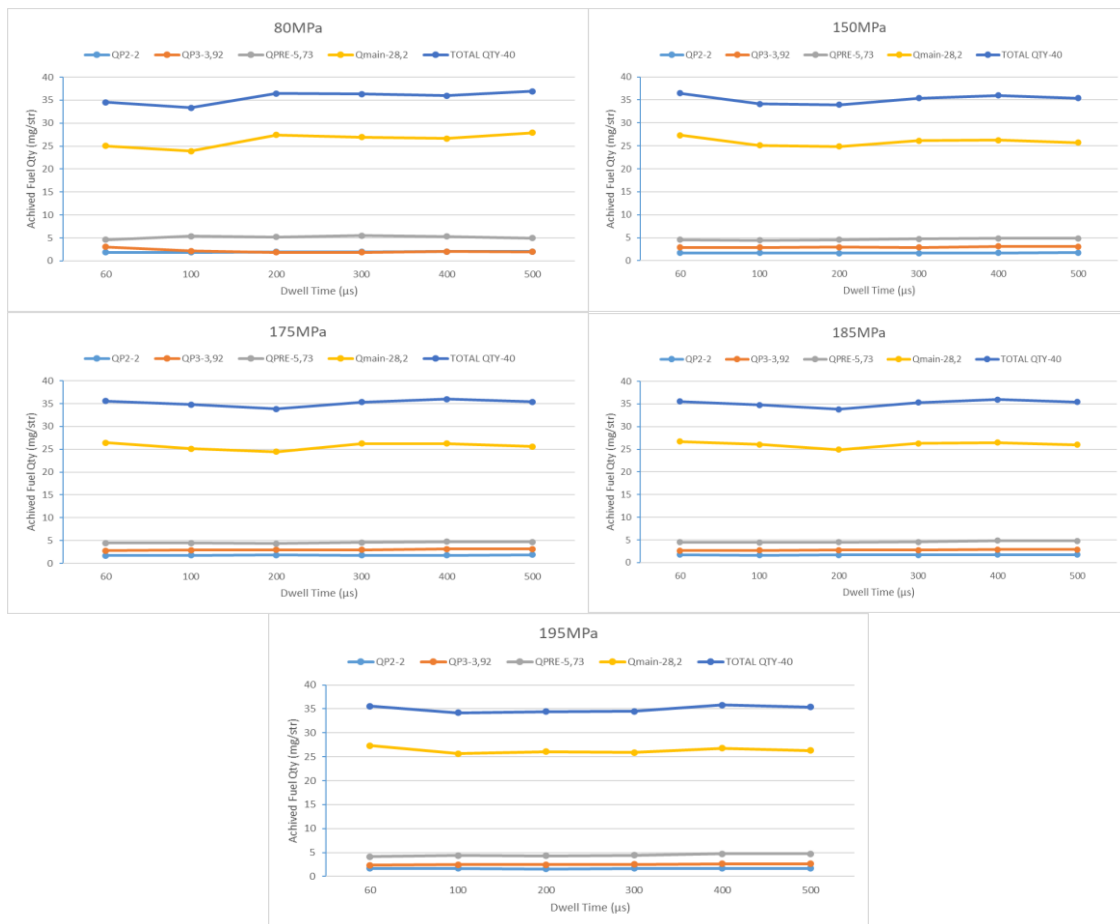 80MPa
QP2-2 QP3-3,92 QPRE-5,73 Qmain-28,2 TOTAL QTY-40
Achived Fuel Qty (mg/str)
40
35
30
25
20
15
10
5
0
60 100 200 300 400 500
Dwell Time (µs)
150MPa
QP2-2 QP3-3,92 QPRE-5,73 Qmain-28,2 TOTAL QTY-40
Achived Fuel Qty (mg/str)
40
35
30
25
20
15
10
5
0
60 100 200 300 400 500
Dwell Time (µs)
175MPa
QP2-2 QP3-3,92 QPRE-5,73 Qmain-28,2 TOTAL QTY-40
Achived Fuel Qty (mg/str)
40
35
30
25
20
15
10
5
0
60 100 200 300 400 500
Dwell Time (µs)
185MPa
QP2-2 QP3-3,92 QPRE-5,73 Qmain-28,2 TOTAL QTY-40
Achived Fuel Qty (mg/str)
40
35
30
25
20
15
10
5
0
60 100 200 300 400 500
Dwell Time (µs)
195MPa
QP2-2 QP3-3,92 QPRE-5,73 Qmain-28,2 TOTAL QTY-40
Achived Fuel Qty (mg/str)
40
35
30
25
20
15
10
5
0
60 100 200 300 400 500
Dwell Time (µs)